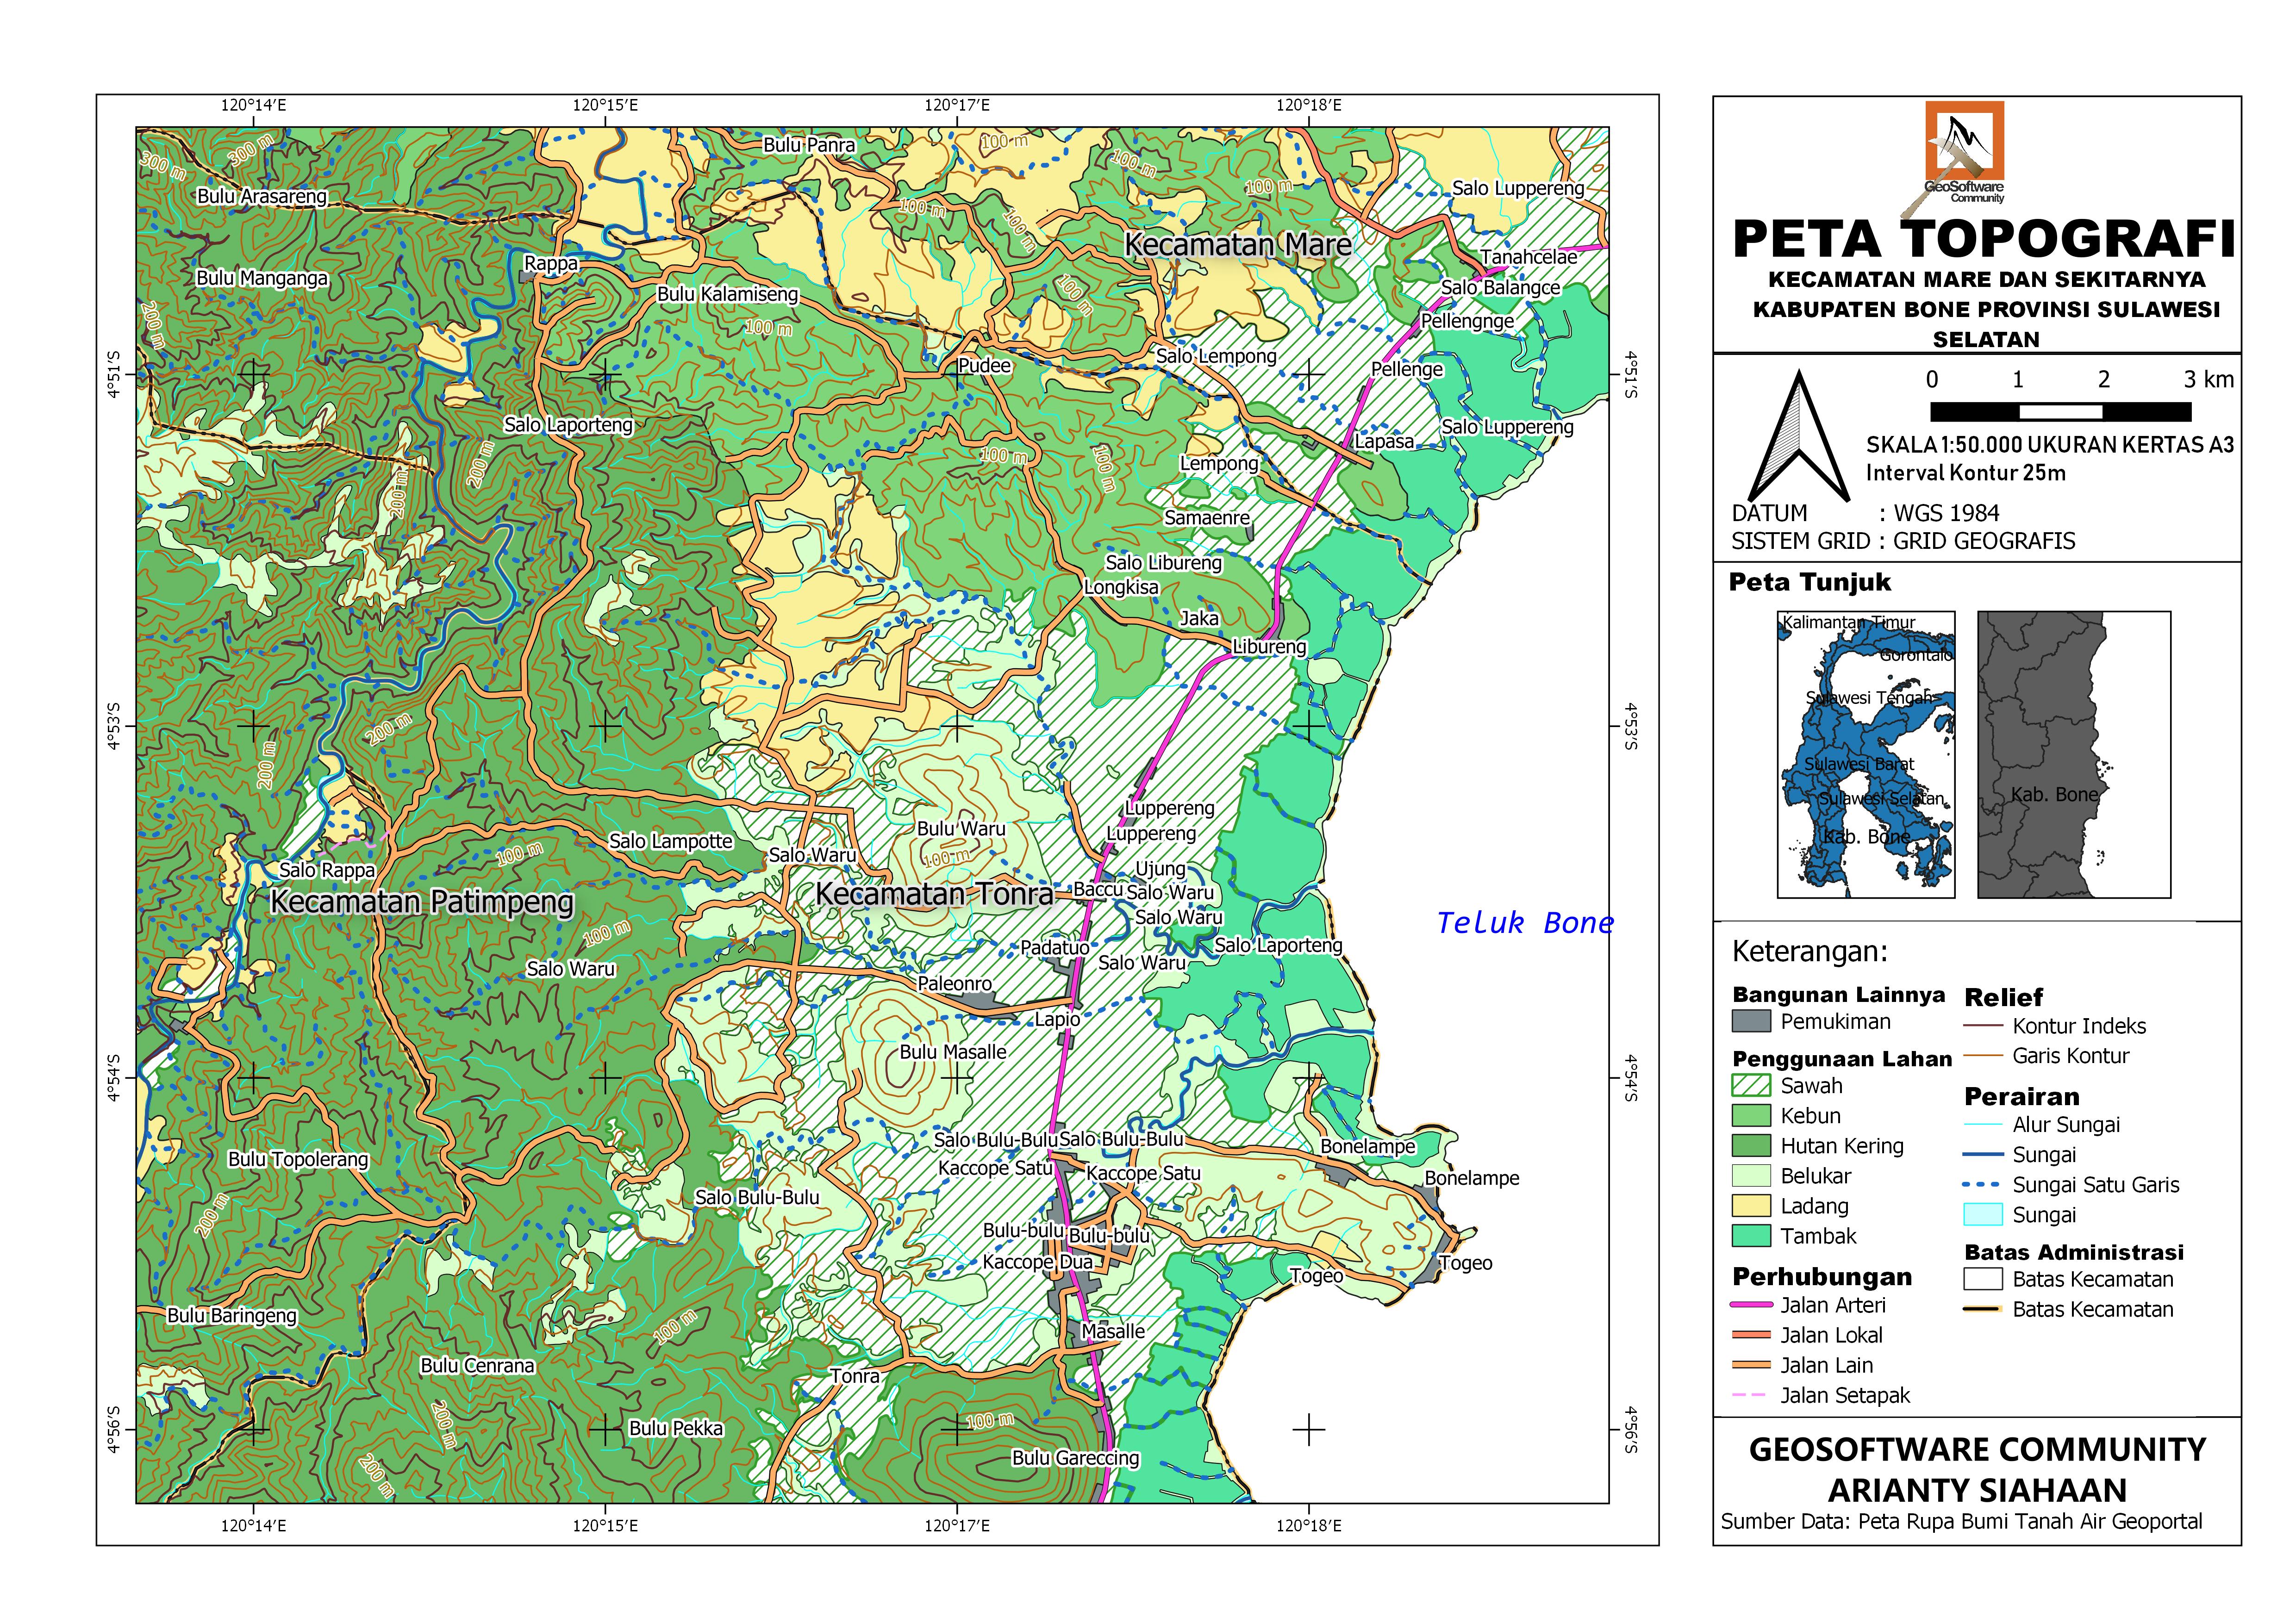 120°14′E
120°15′E
120°17′E
120°18′E
4°51′S
4°53′S
4°54′S
4°56′S
4°51′S
4°53′S
4°54′S
4°56′S
120°14′E
120°15′E
120°17′E
120°18′E
Bulu Panra
100 m
300 m
300 m
100 m
100 m
Bulu Arasareng
Salo Luppereng
100 m
100 m
Kecamatan Mare
Tanahcelae
Rappa
Bulu Manganga
Salo Balangce
Bulu Kalamiseng
100 m
200 m
100 m
Pellengnge
Salo Lempong
Pudee
Pellenge
Salo Laporteng
Salo Luppereng
Lapasa
100 m
100 m
200 m
Lempong
200 m
Samaenre
Salo Libureng
Longkisa
Jaka
Libureng
200 m
200 m
Luppereng
Bulu Waru
Luppereng
Salo Lampotte
100 m
Salo Waru
100 m
Salo Rappa
Ujung
Kecamatan Patimpeng
Kecamatan Tonra
Baccu
Salo Waru
Salo Waru
Teluk Bone
100 m
Padatuo
Salo Laporteng
Salo Waru
Salo Waru
Paleonro
Lapio
Bulu Masalle
Salo Bulu-Bulu
Salo Bulu-Bulu
Bonelampe
Bulu Topolerang
Kaccope Satu
Kaccope Satu
Bonelampe
Salo Bulu-Bulu
200 m
Bulu-bulu
Bulu-bulu
Kaccope Dua
Togeo
Togeo
Bulu Baringeng
100 m
Masalle
Bulu Cenrana
Tonra
200 m
Bulu Pekka
100 m
Bulu Gareccing
200 m
GeoSoftware
Community
PETA TOPOGRAFI
KECAMATAN MARE DAN SEKITARNYA
KABUPATEN BONE PROVINSI SULAWESI
SELATAN
0 1 2 3 km
SKALA 1:50.000 UKURAN KERTAS A3
Interval Kontur 25m
DATUM : WGS 1984
SISTEM GRID : GRID GEOGRAFIS
Peta Tunjuk
Kalimantan Timur
Gorontalo
Sulawesi Tengah
Sulawesi Barat
Sulawesi Selatan
Kab. Bone
Kab. Bone
Keterangan:
Bangunan Lainnya
Pemukiman
Penggunaan Lahan
Sawah
Kebun
Hutan Kering
Belukar
Ladang
Tambak
Perhubungan
Jalan Arteri
Jalan Lokal
Jalan Lain
Jalan Setapak
Relief
Kontur Indeks
Garis Kontur
Perairan
Alur Sungai
Sungai
Sungai Satu Garis
Sungai
Batas Administrasi
Batas Kecamatan
Batas Kecamatan
GEOSOFTWARE COMMUNITY
ARIANTY SIAHAAN
Sumber Data: Peta Rupa Bumi Tanah Air Geoportal